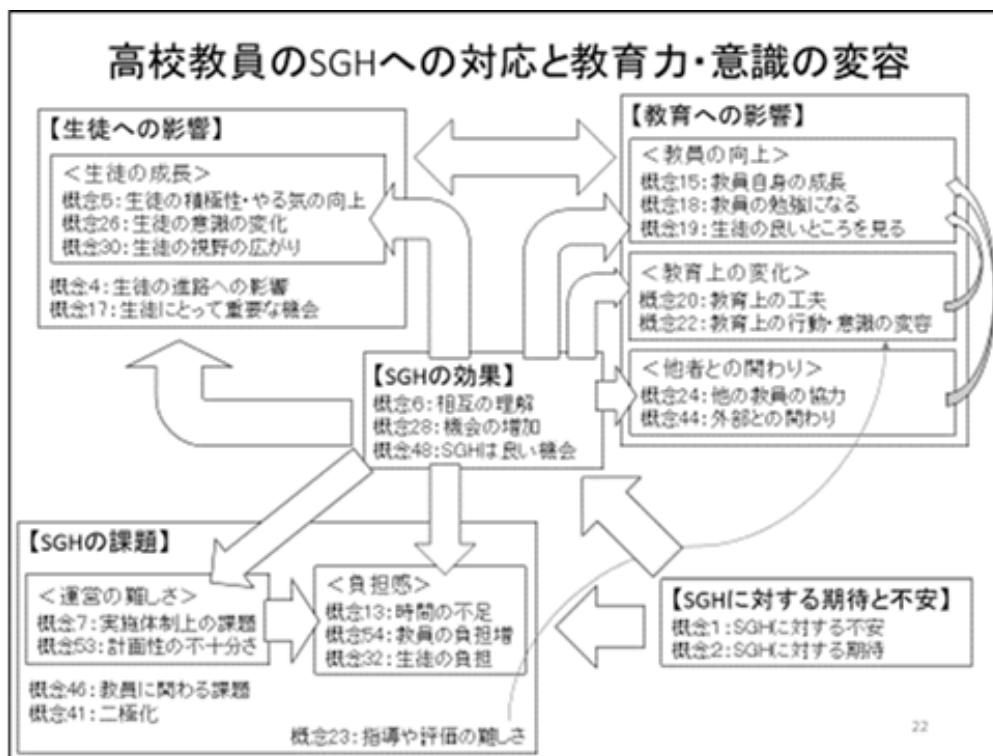 高校教員のSGHへの対応と教育力・意識の変容
【生徒への影響】
＜生徒の成長＞
概念5：生徒の積極性・やる気の向上
概念26：生徒の意識の変化
概念30：生徒の視野の広がり
概念4：生徒の進路への影響
概念17：生徒にとって重要な機会
【教育への影響】
＜教員の向上＞
概念15：教員自身の成長
概念18：教員の勉強になる
概念19：生徒の良いところを見る
＜教育上の変化＞
概念20：教育上の工夫
概念22：教育上の行動・意識の変容
＜他者との関わり＞
概念24：他の教員の協力
概念44：外部との関わり
【SGHの効果】
概念6：相互の理解
概念28：機会の増加
概念48：SGHは良い機会
【SGHの課題】
＜運営の難しさ＞
概念7：実施体制上の課題
概念53：計画性の不十分さ
概念46：教員に関わる課題
概念41：二極化
＜負担感＞
概念13：時間の不足
概念54：教員の負担増
概念32：生徒の負担
概念23：指導や評価の難しさ
【SGHに対する期待と不安】
概念1：SGHに対する不安
概念2：SGHに対する期待
22